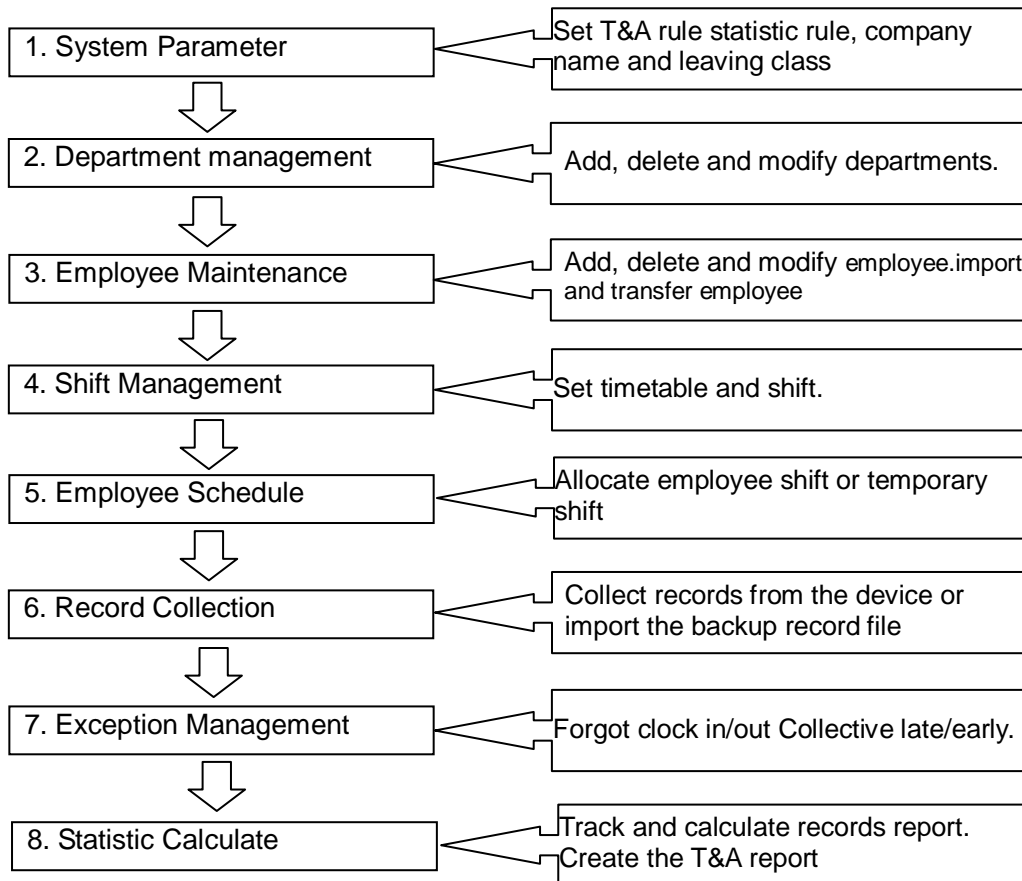 1. System Parameter
Set T&A rule statistic rule, company
name and leaving class
2. Department management
Add, delete and modify departments.
3. Employee Maintenance
Add, delete and modify employee.import
and transfer employee
4. Shift Management
Set timetable and shift.
5. Employee Schedule
Allocate employee shift or temporary
shift
6. Record Collection
Collect records from the device or
import the backup record file
7. Exception Management
Forgot clock in/out Collective late/early.
8. Statistic Calculate
Track and calculate records report.
Create the T&A report